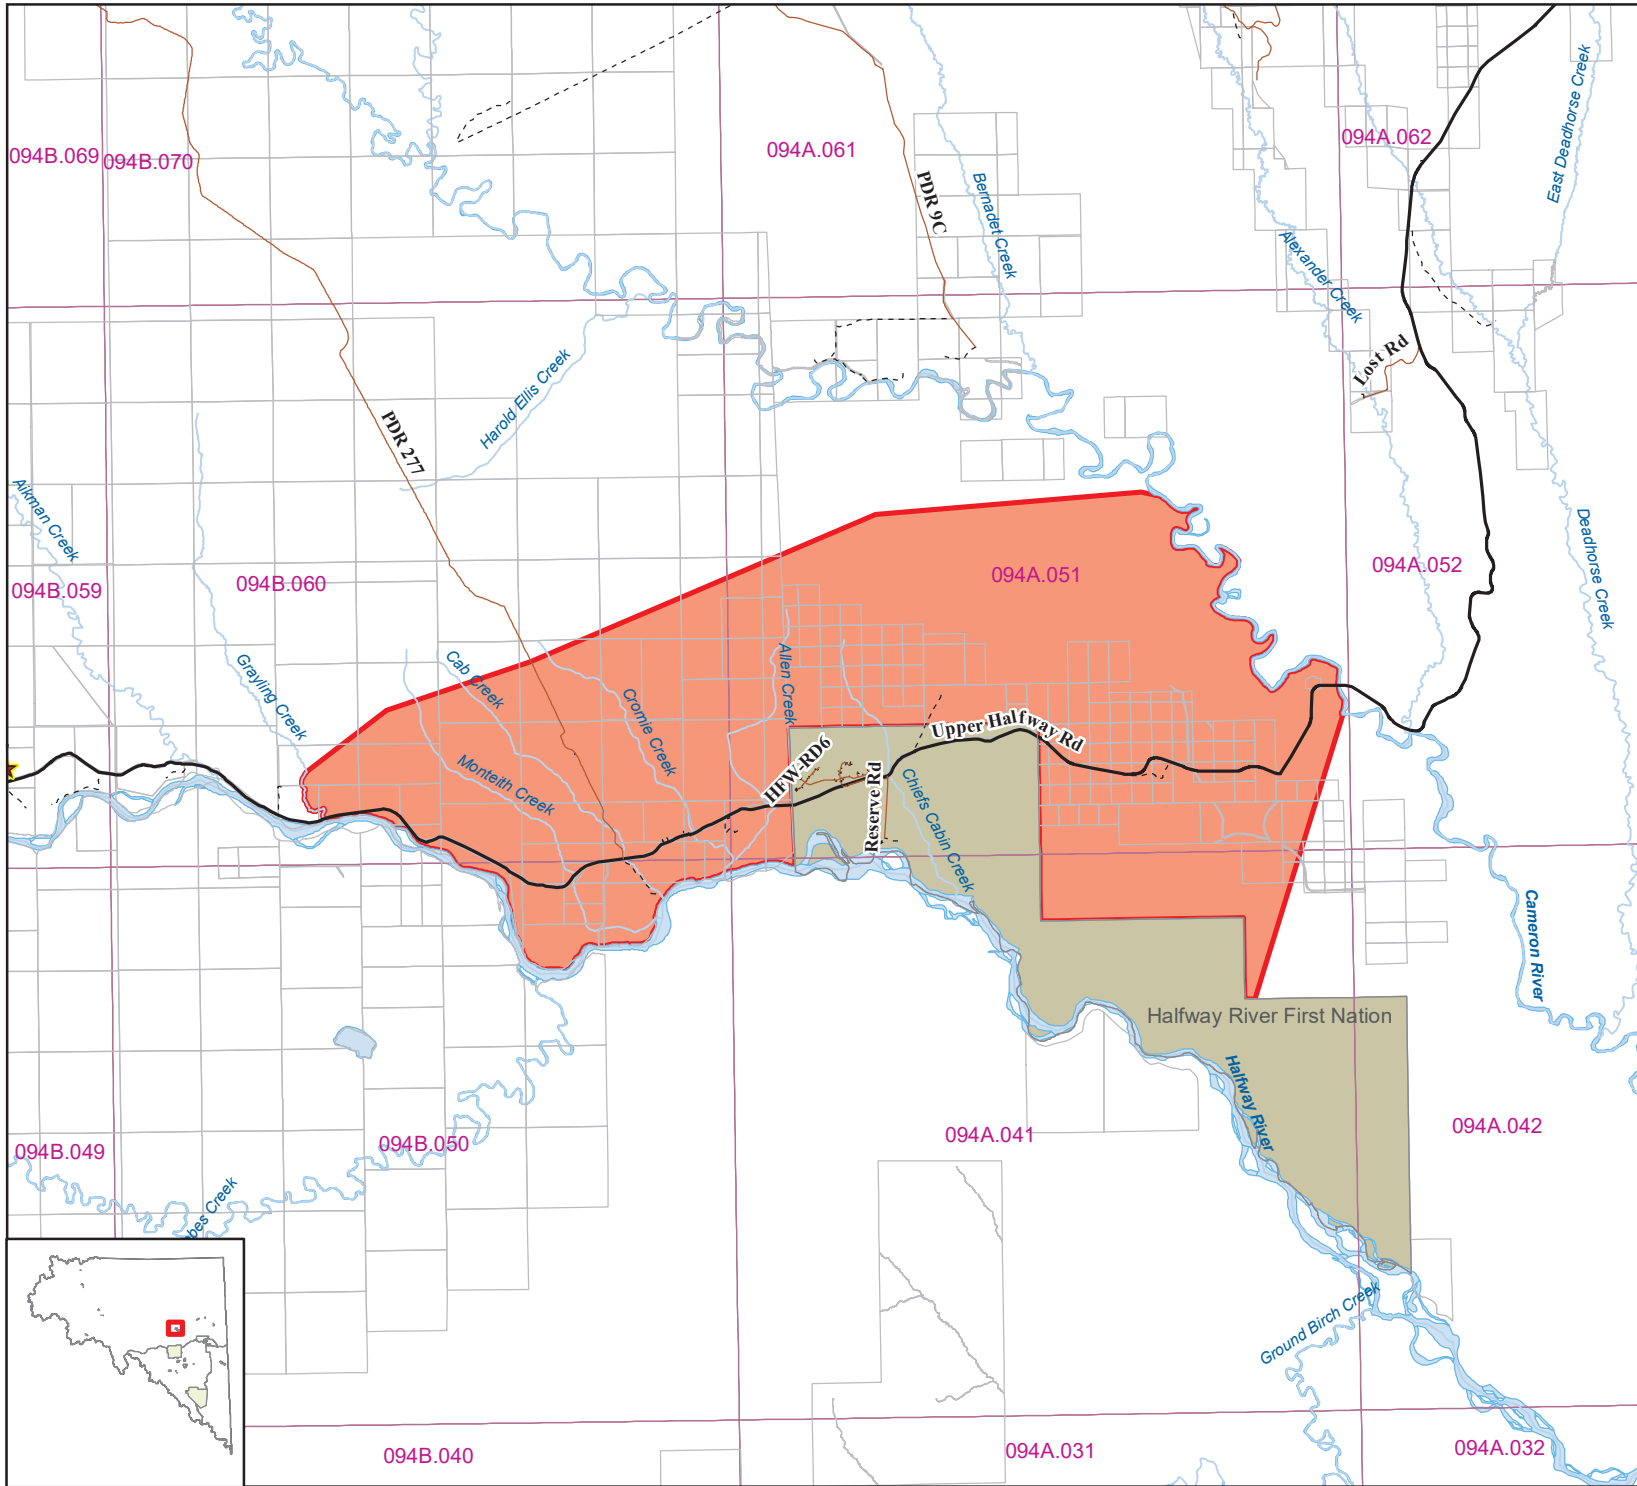 094B.069
094B.070
094A.061
094A.062
East Deadhorse Creek
PDR 9C
Bernadet Creek
Alexander Creek
Lost Rd
Harold Ellis Creek
PDR 277
Aikman Creek
Deadhorse Creek
094B.059
094B.060
094A.051
094A.052
Grayling Creek
Cab Creek
Cromie Creek
Allen Creek
Monteith Creek
HFW-RD6
Upper Halfway Rd
Reserve Rd
Chiefs Cabin Creek
Cameron River
Halfway River First Nation
Halfway River
094B.049
094B.050
094A.041
094A.042
Ground Birch Creek
094B.040
094A.031
094A.032